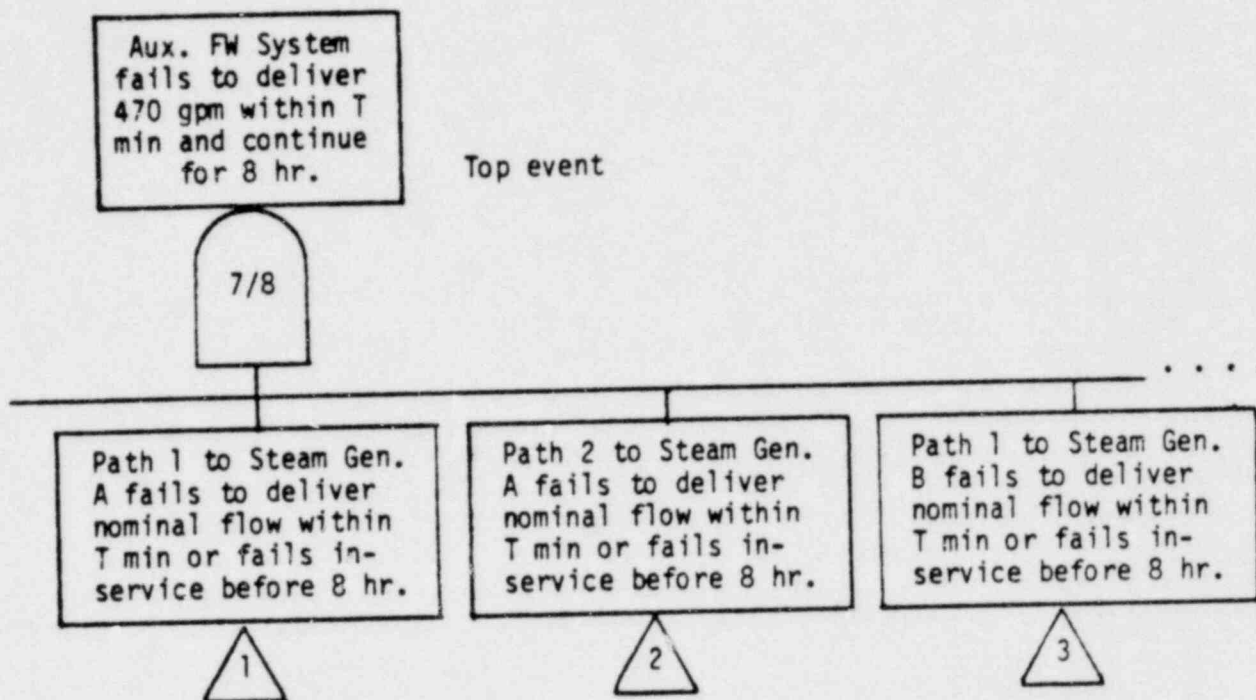 Aux. FW System
fails to deliver
470 gpm within T
min and continue
for 8 hr.
Top event
7/8
. . .
Path 1 to Steam Gen.
A fails to deliver
nominal flow within
T min or fails in-
service before 8 hr.
Path 2 to Steam Gen.
A fails to deliver
nominal flow within
T min or fails in-
service before 8 hr.
Path 1 to Steam Gen.
B fails to deliver
nominal flow within
T min or fails in-
service before 8 hr.
1
2
3